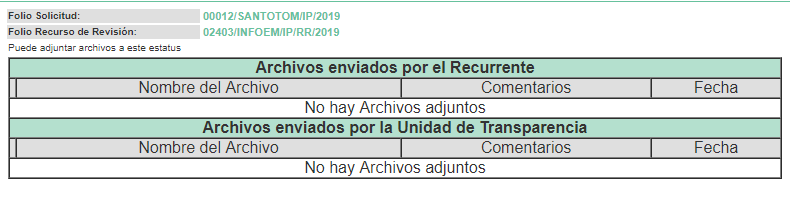 Folio Solicitud: 00012/SANTOTOM/IP/2019
Folio Recurso de Revisión: 02403/INFOEM/IP/RR/2019
Puede adjuntar archivos a este estatus
Archivos enviados por el Recurrente
Nombre del Archivo Comentarios Fecha
No hay Archivos adjuntos
Archivos enviados por la Unidad de Transparencia
Nombre del Archivo Comentarios Fecha
No hay Archivos adjuntos